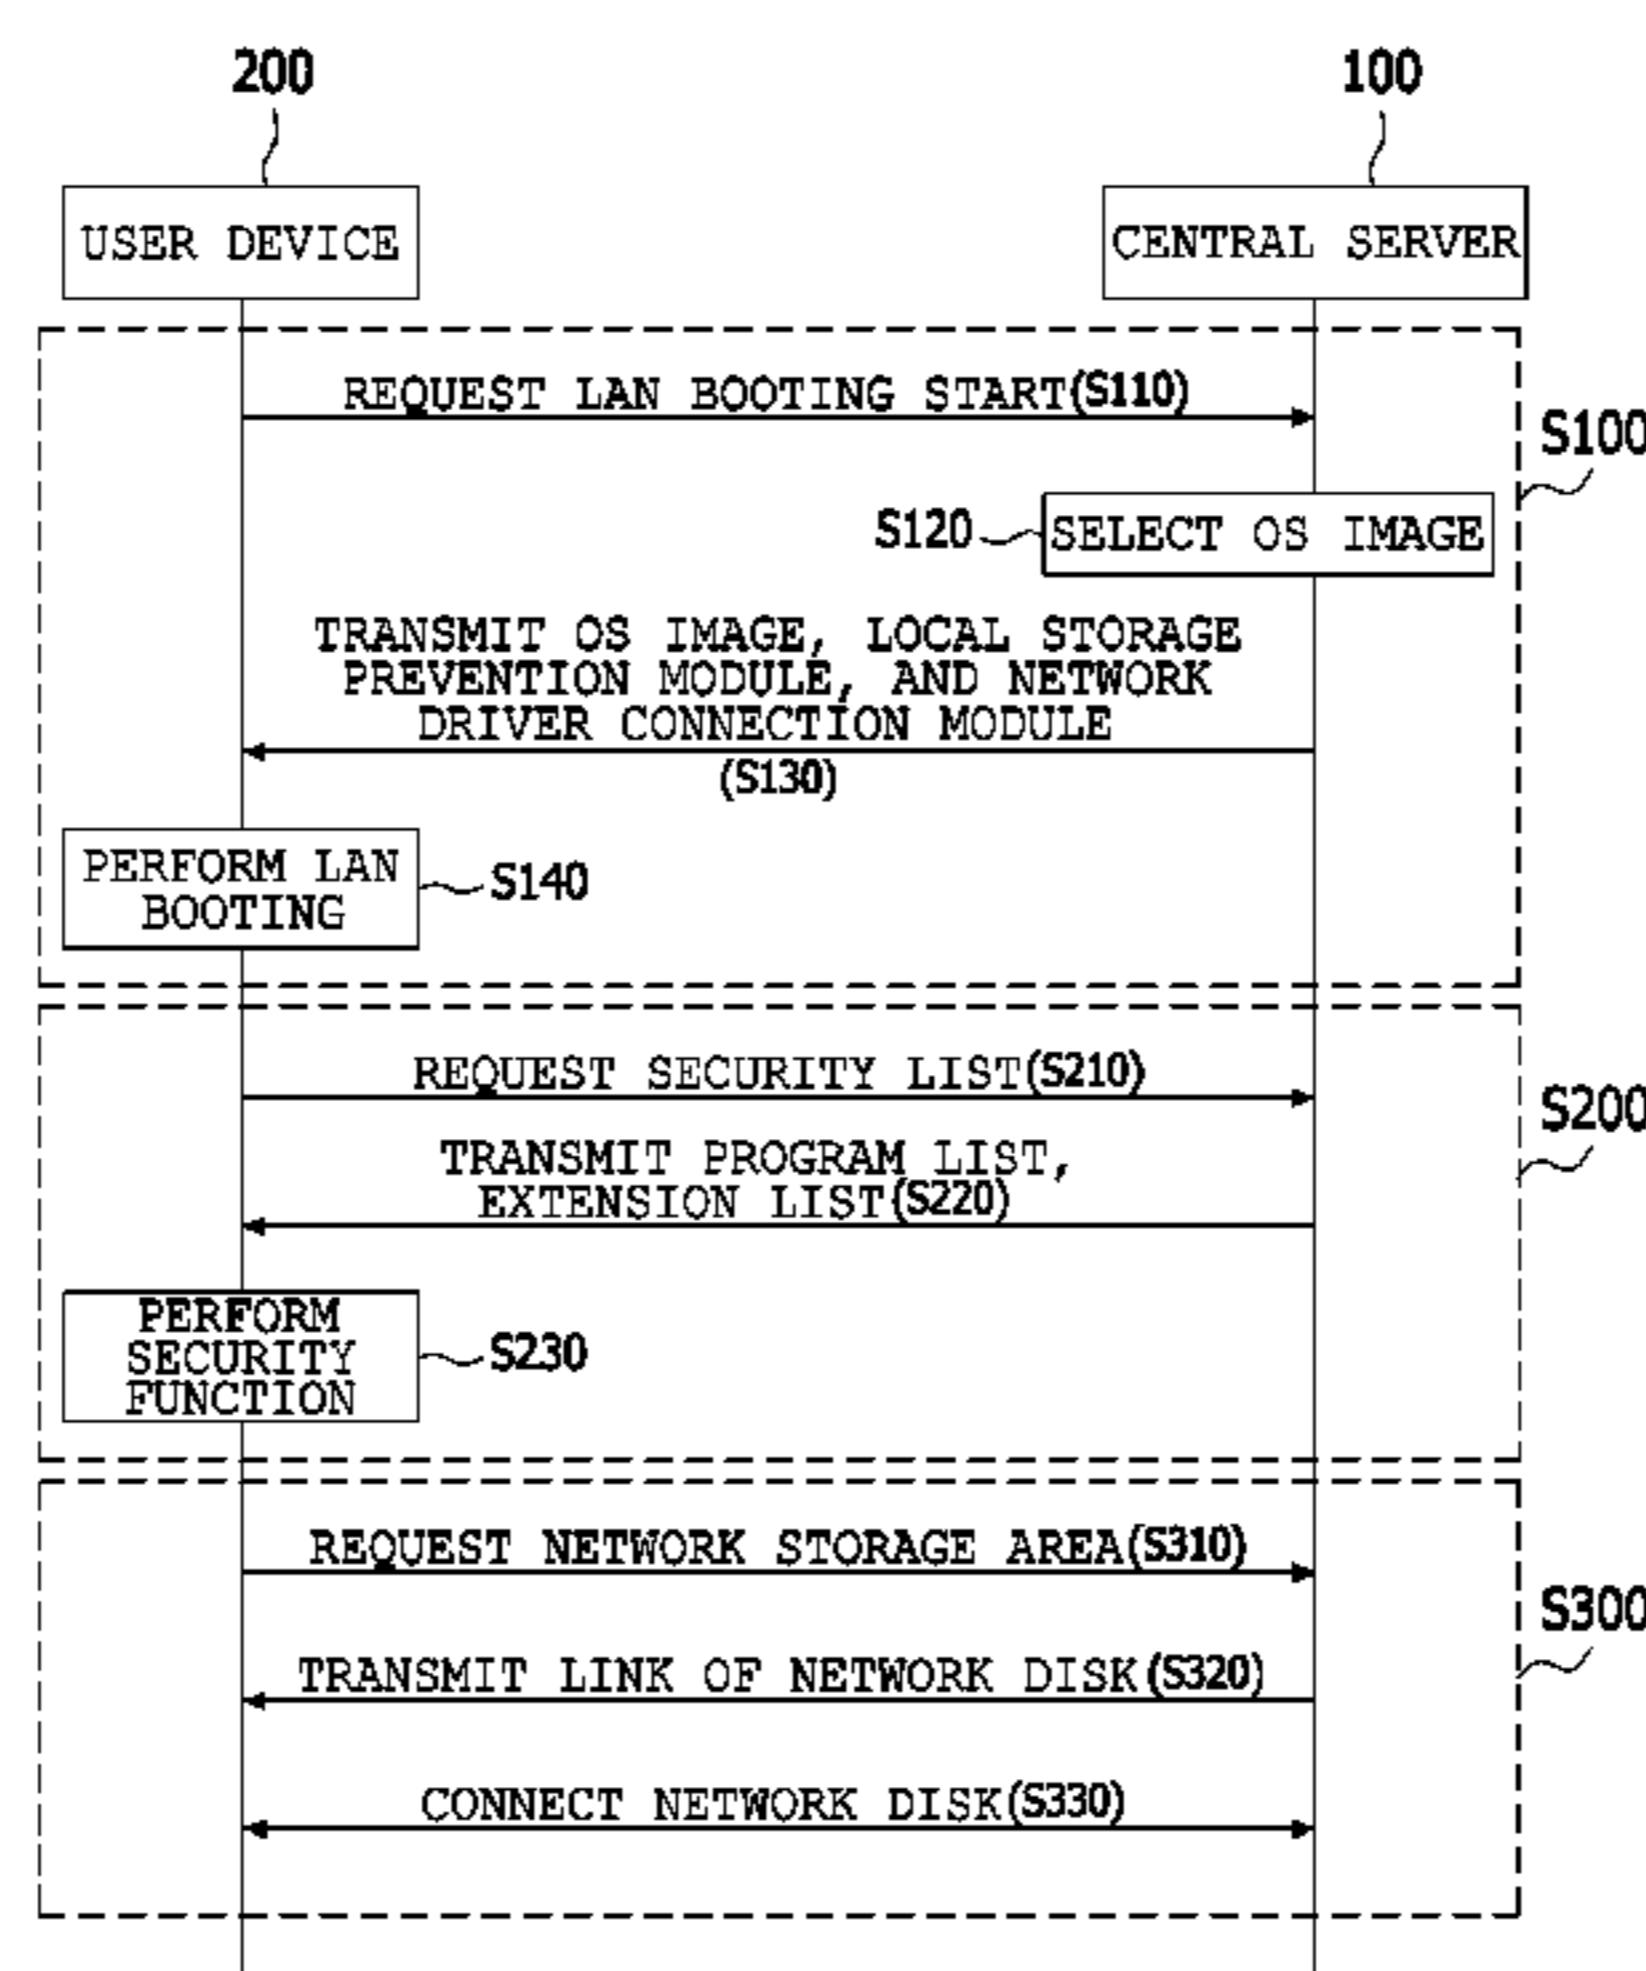 200
100
USER DEVICE
CENTRAL SERVER
REQUEST LAN BOOTING START(S110)
S100
S120
SELECT OS IMAGE
TRANSMIT OS IMAGE, LOCAL STORAGE
PREVENTION MODULE, AND NETWORK
DRIVER CONNECTION MODULE
(S130)
PERFORM LAN
BOOTING
S140
REQUEST SECURITY LIST(S210)
S200
TRANSMIT PROGRAM LIST,
EXTENSION LIST(S220)
PERFORM
SECURITY
FUNCTION
S230
REQUEST NETWORK STORAGE AREA(S310)
S300
TRANSMIT LINK OF NETWORK DISK(S320)
CONNECT NETWORK DISK(S330)